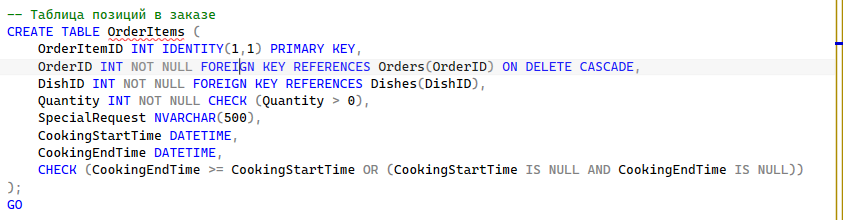 -- Таблица позиций в заказе
CREATE TABLE OrderItems (
    OrderItemID INT IDENTITY(1,1) PRIMARY KEY,
    OrderID INT NOT NULL FOREIGN KEY REFERENCES Orders(OrderID) ON DELETE CASCADE,
    DishID INT NOT NULL FOREIGN KEY REFERENCES Dishes(DishID),
    Quantity INT NOT NULL CHECK (Quantity > 0),
    SpecialRequest NVARCHAR(500),
    CookingStartTime DATETIME,
    CookingEndTime DATETIME,
    CHECK (CookingEndTime >= CookingStartTime OR (CookingStartTime IS NULL AND CookingEndTime IS NULL))
);
GO